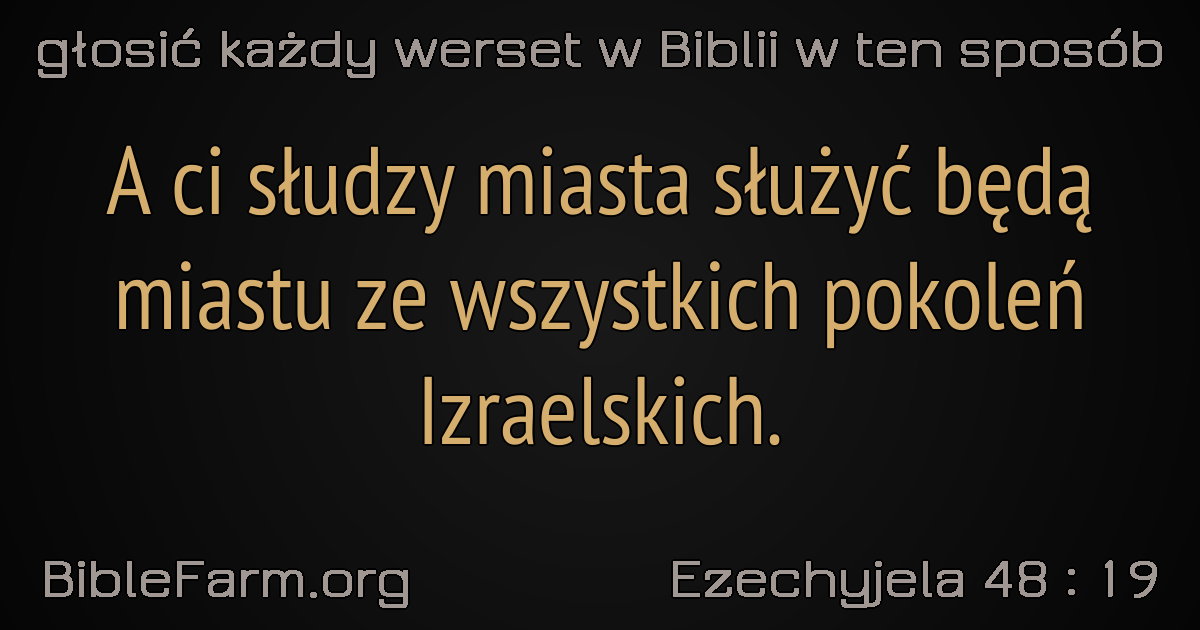 głosić każdy werset w Biblii w ten sposób
A ci słudzy miasta służyć będą
miastu ze wszystkich pokoleń
Izraelskich.
BibleFarm.org
Ezechyjela 48 : 19